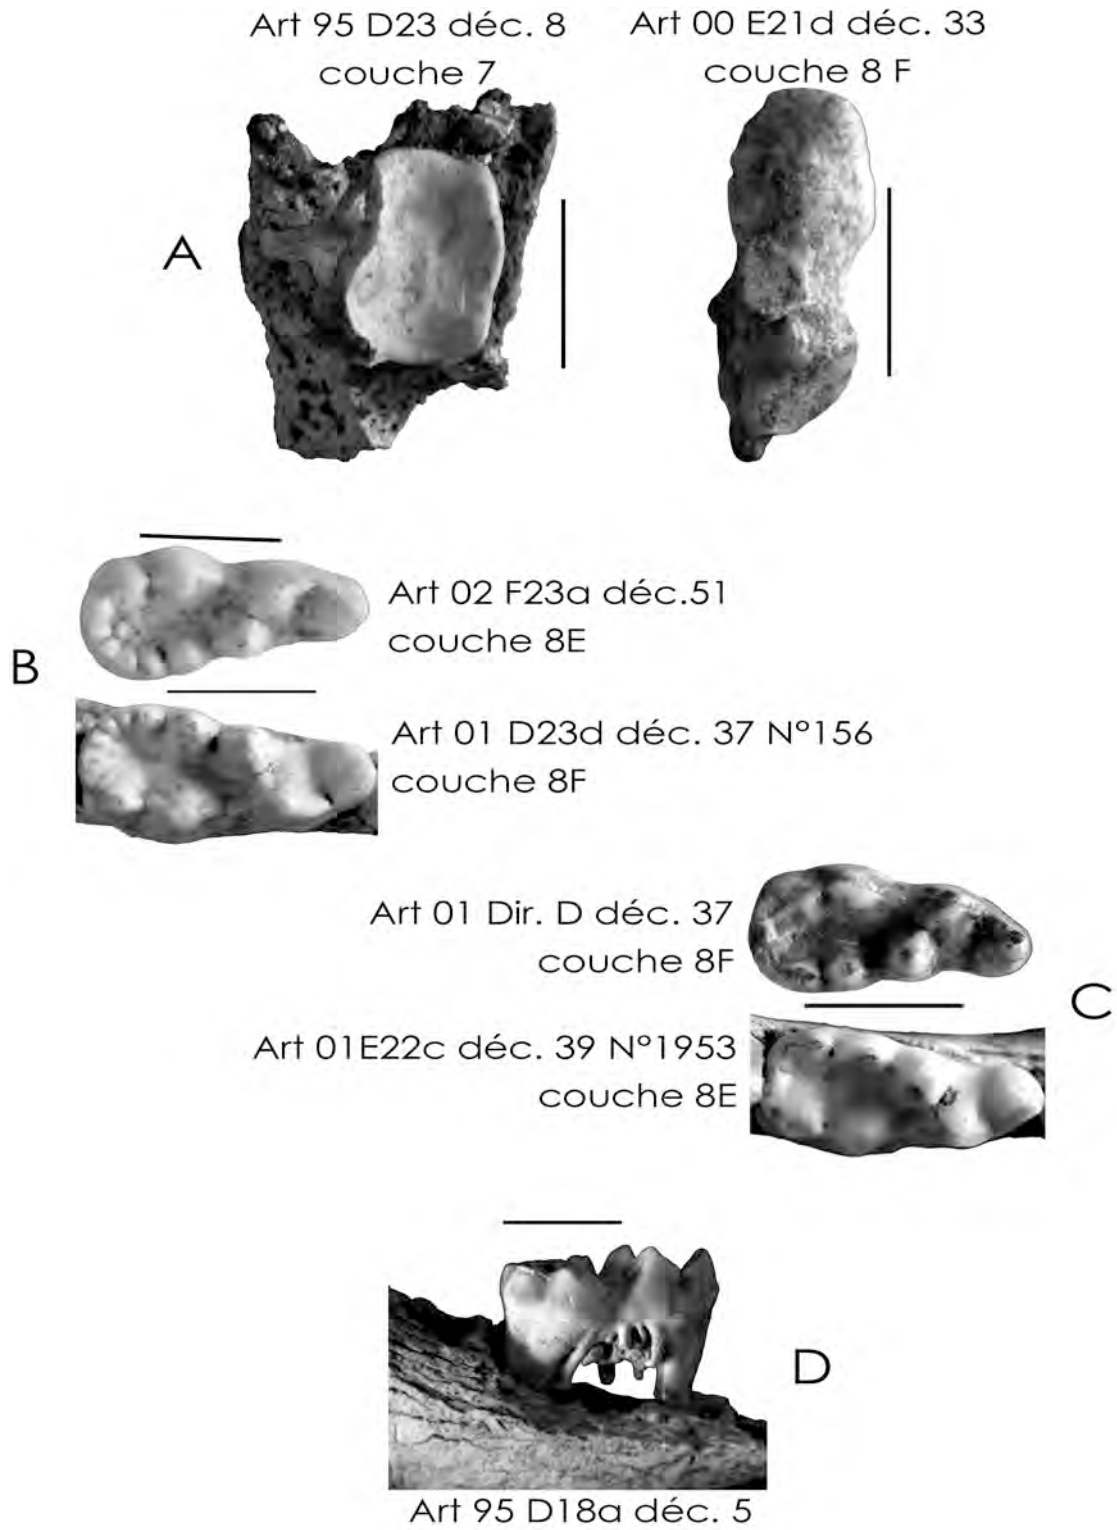 Art 95 D23 déc. 8
couche 7
Art 00 E21d déc. 33
couche 8 F
A
Art 02 F23a déc.51
couche 8E
B
Art 01 D23d déc. 37 N°156
couche 8F
Art 01 Dir. D déc. 37
couche 8F
C
Art 01E22c déc. 39 N°1953
couche 8E
D
Art 95 D18a déc. 5